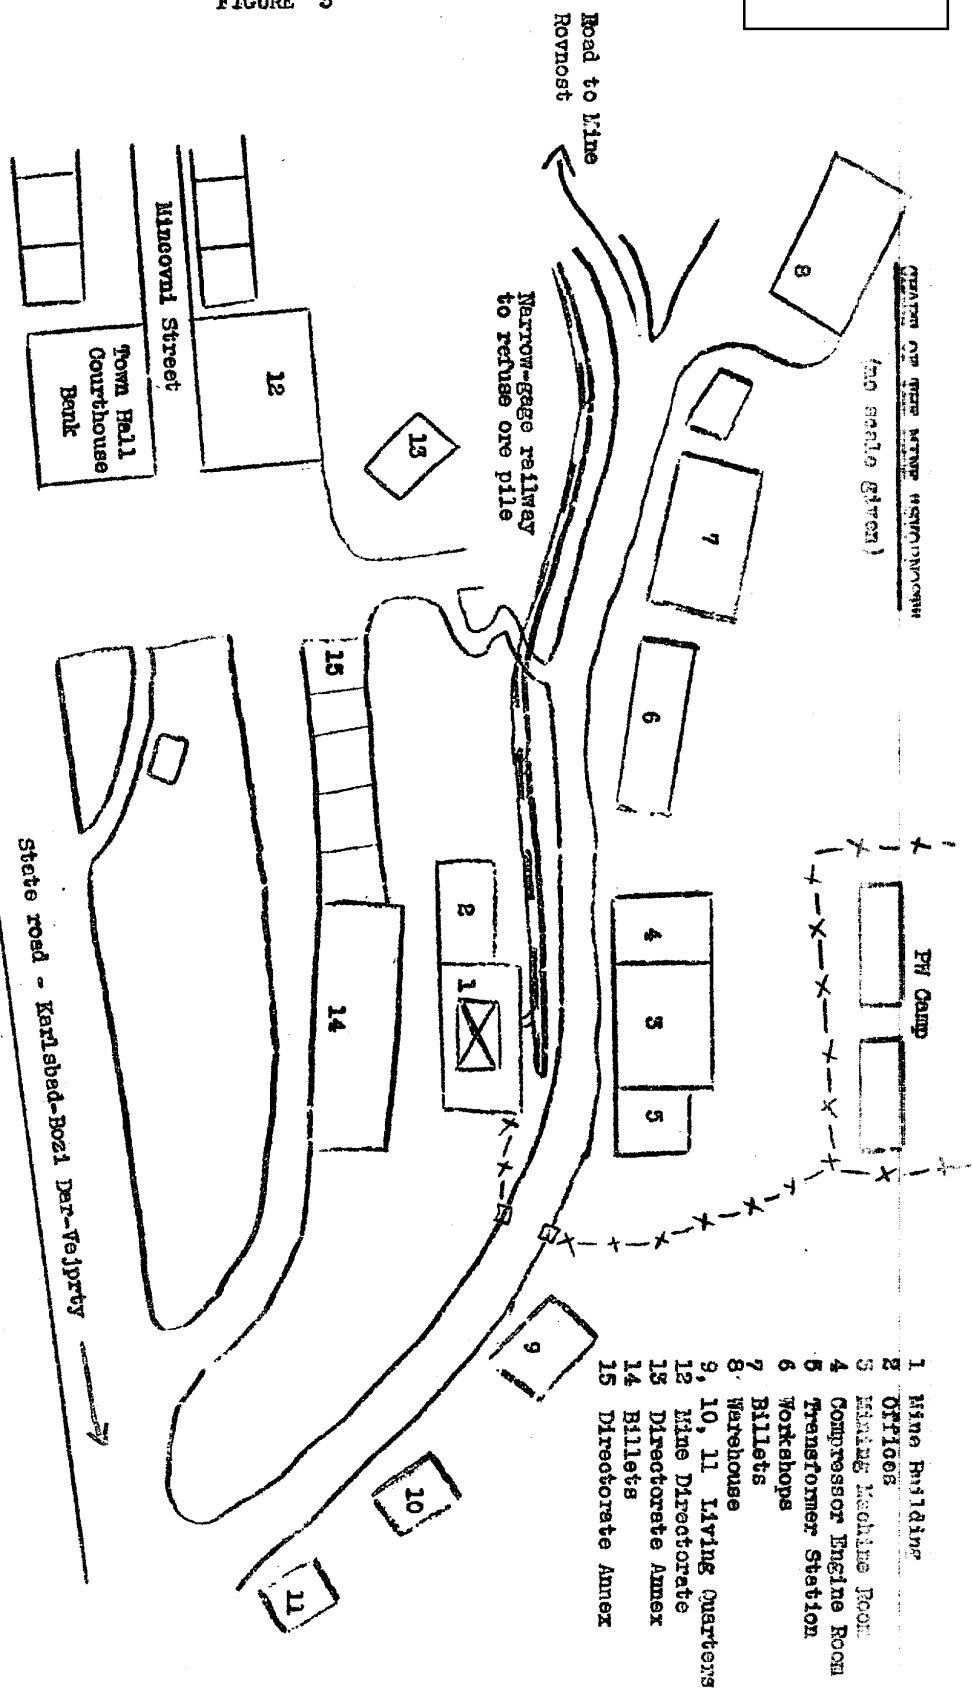 FIGURE 3
(no scale given)
Road to Mine
Rovnost
Narrow-gage railway
to refuse ore pile
Mincovni Street
Town Hall
Courthouse
Bank
PW Camp
State road - Karlsbad-Bozi Dar-Vejprty
8
7
6
4
3
5
12
13
15
2
1
14
9
10
11
1 Mine Building
2 Offices
3 Mining Machine Room
4 Compressor Engine Room
5 Transformer Station
6 Workshops
7 Billets
8 Warehouse
9, 10, 11 Living Quarters
12 Mine Directorate
13 Directorate Annex
14 Billets
15 Directorate Annex